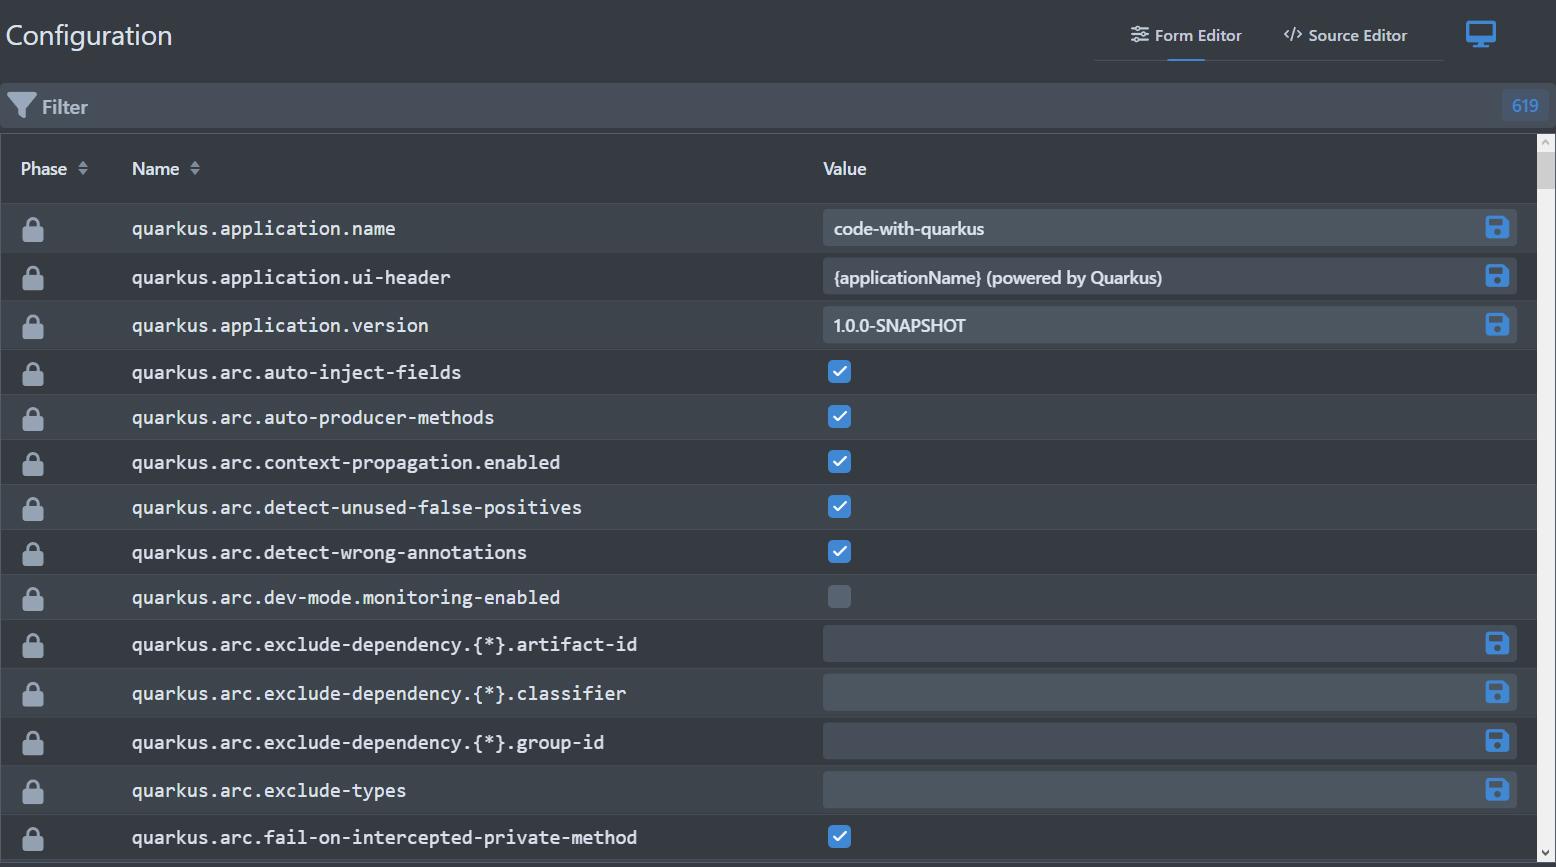 Configuration
Form Editor
Source Editor
Filter
619
Phase Name Value
quarkus.application.name code-with-quarkus
quarkus.application.ui-header {applicationName} (powered by Quarkus)
quarkus.application.version 1.0.0-SNAPSHOT
quarkus.arc.auto-inject-fields
quarkus.arc.auto-producer-methods
quarkus.arc.context-propagation.enabled
quarkus.arc.detect-unused-false-positives
quarkus.arc.detect-wrong-annotations
quarkus.arc.dev-mode.monitoring-enabled
quarkus.arc.exclude-dependency.{*}.artifact-id
quarkus.arc.exclude-dependency.{*}.classifier
quarkus.arc.exclude-dependency.{*}.group-id
quarkus.arc.exclude-types
quarkus.arc.fail-on-intercepted-private-method